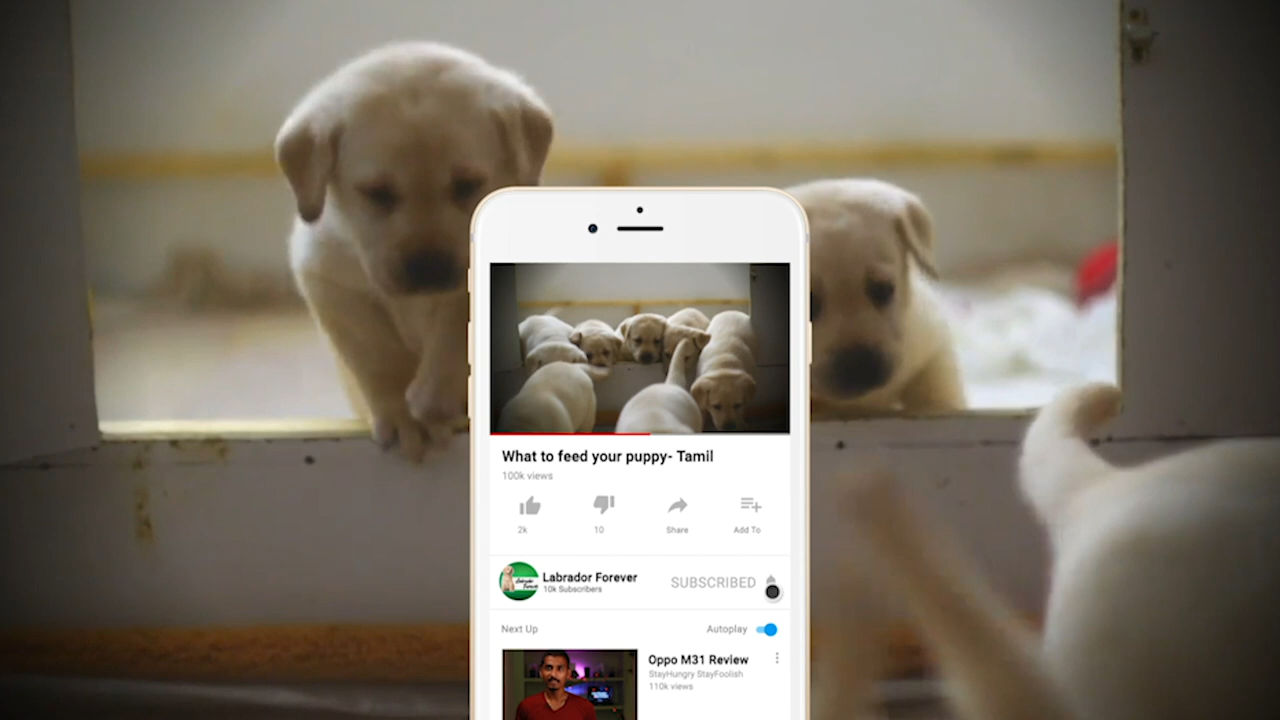 What to feed your puppy- Tamil
100k views
2k
10
Share
Add To
Labrador Forever
10k Subscribers
SUBSCRIBED
Next Up
Autoplay
Oppo M31 Review
StayHungry StayFoolish
110k views